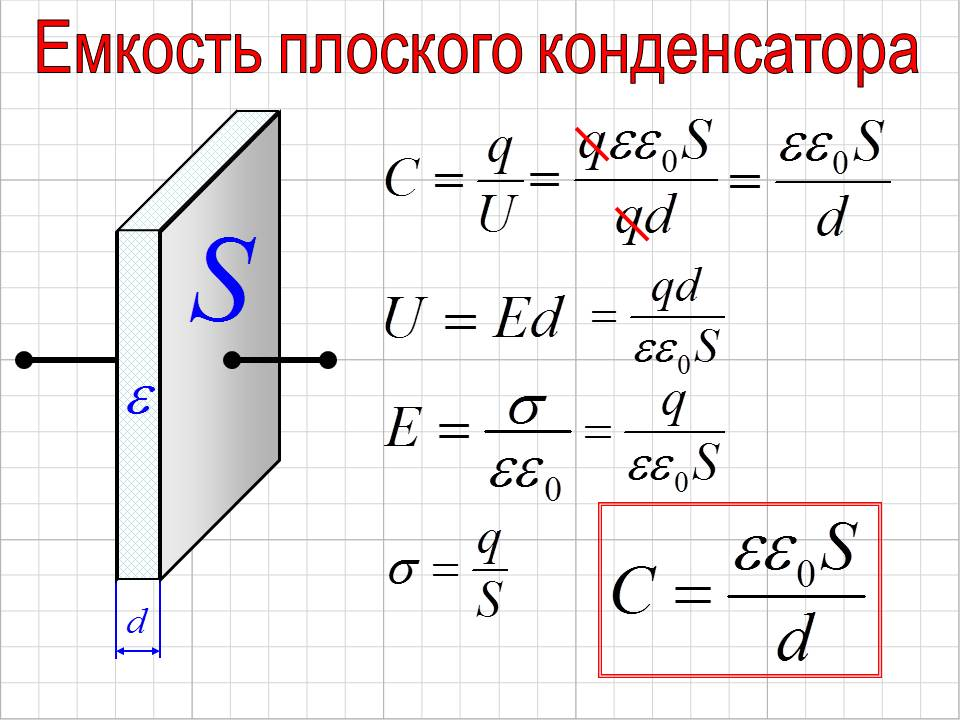 Емкость плоского конденсатора
C = q/U = qεε₀S/qd = εε₀S/d
S
U = Ed = qd/εε₀S
ε
E = σ/εε₀ = q/εε₀S
σ = q/S
C = εε₀S/d
d